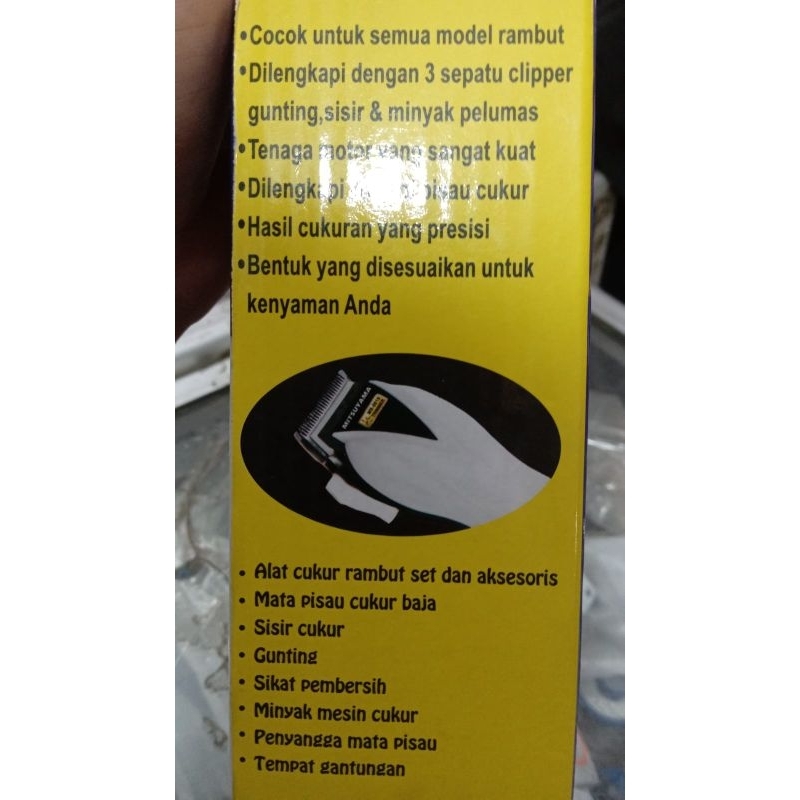 •Cocok untuk semua model rambut
•Dilengkapi dengan 3 sepatu clipper
gunting,sisir & minyak pelumas
•Tenaga motor yang sangat kuat
•Dilengkapi pisau cukur
•Hasil cukuran yang presisi
•Bentuk yang disesuaikan untuk
kenyaman Anda
MITSUYAMA
• Alat cukur rambut set dan aksesoris
• Mata pisau cukur baja
• Sisir cukur
• Gunting
• Sikat pembersih
• Minyak mesin cukur
• Penyangga mata pisau
• Tempat gantungan